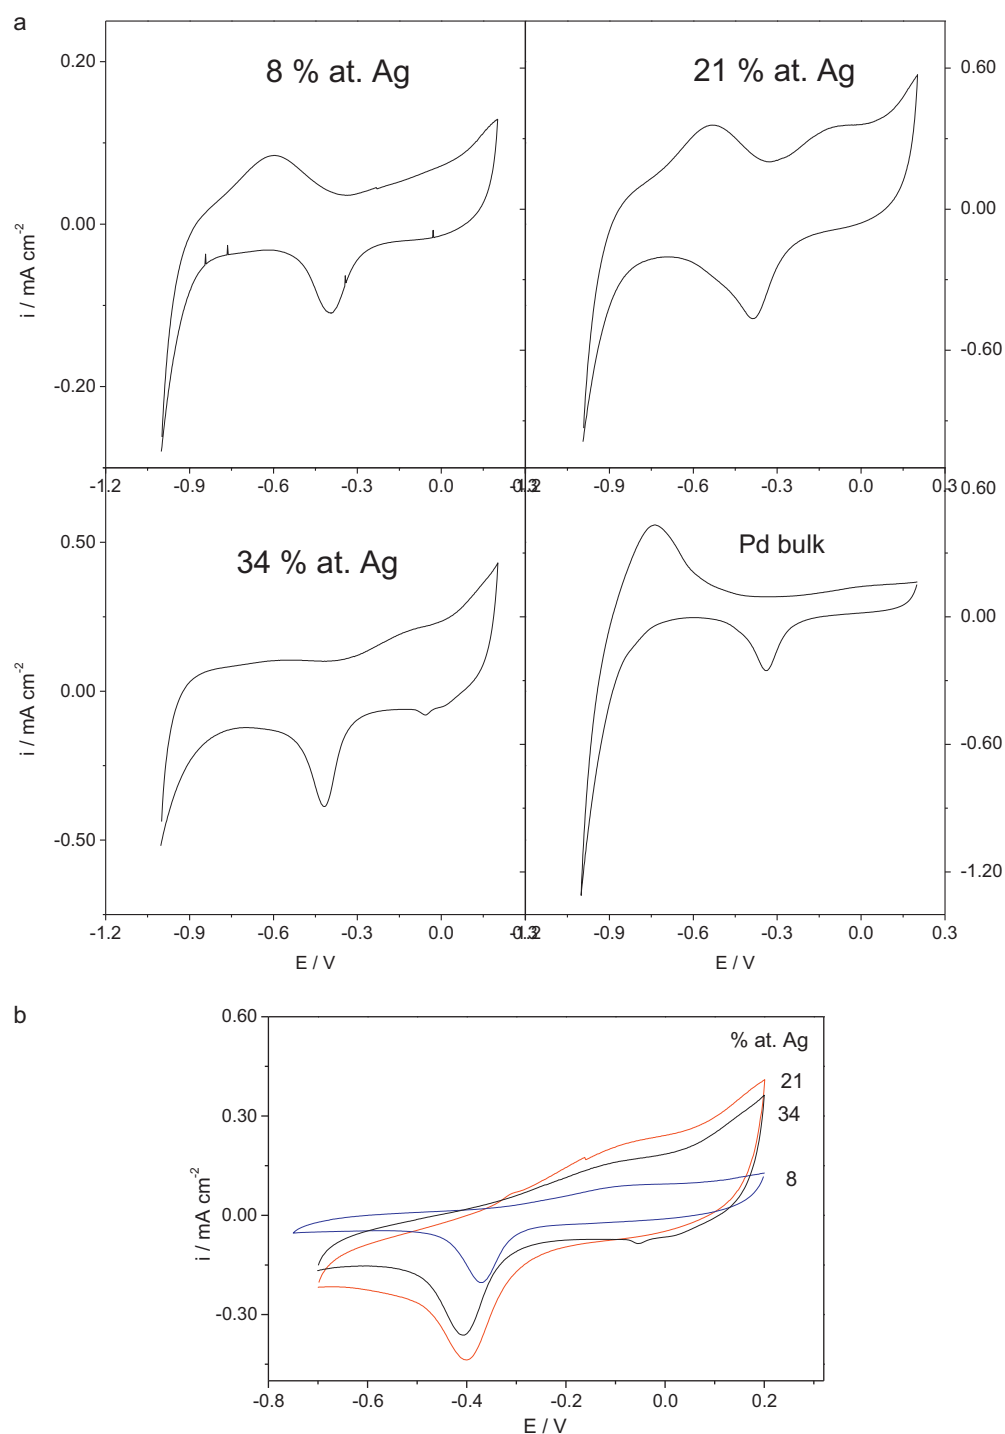 a
8 % at. Ag
21 % at. Ag
0.20
0.00
-0.20
0.60
0.00
-0.60
i / mA cm-2
-1.2 -0.9 -0.6 -0.3 0.0 0.3
-1.2 -0.9 -0.6 -0.3 0.0 0.3
34 % at. Ag
Pd bulk
0.50
0.00
-0.50
0.60
0.00
-0.60
-1.20
i / mA cm-2
-1.2 -0.9 -0.6 -0.3 0.0 0.3
-1.2 -0.9 -0.6 -0.3 0.0 0.3
E / V
E / V
b
0.60
0.30
0.00
-0.30
i / mA cm-2
% at. Ag
21
34
8
-0.8 -0.6 -0.4 -0.2 0.0 0.2
E / V